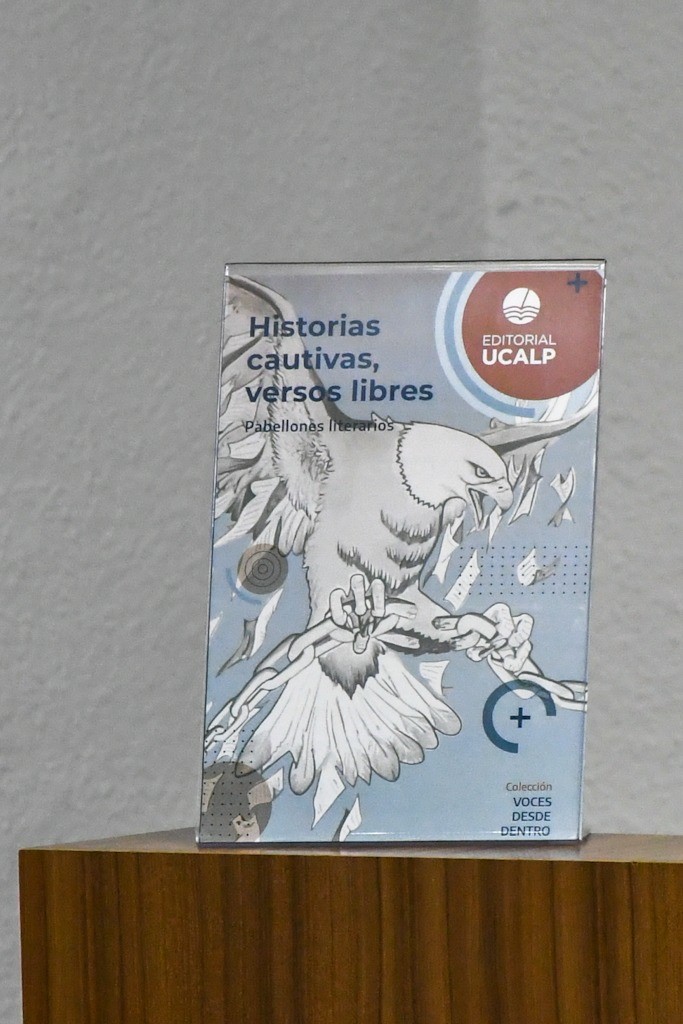 Historias
cautivas,
versos libres
Pabellones literarios
EDITORIAL
UCALP
Colección
VOCES
DESDE
DENTRO